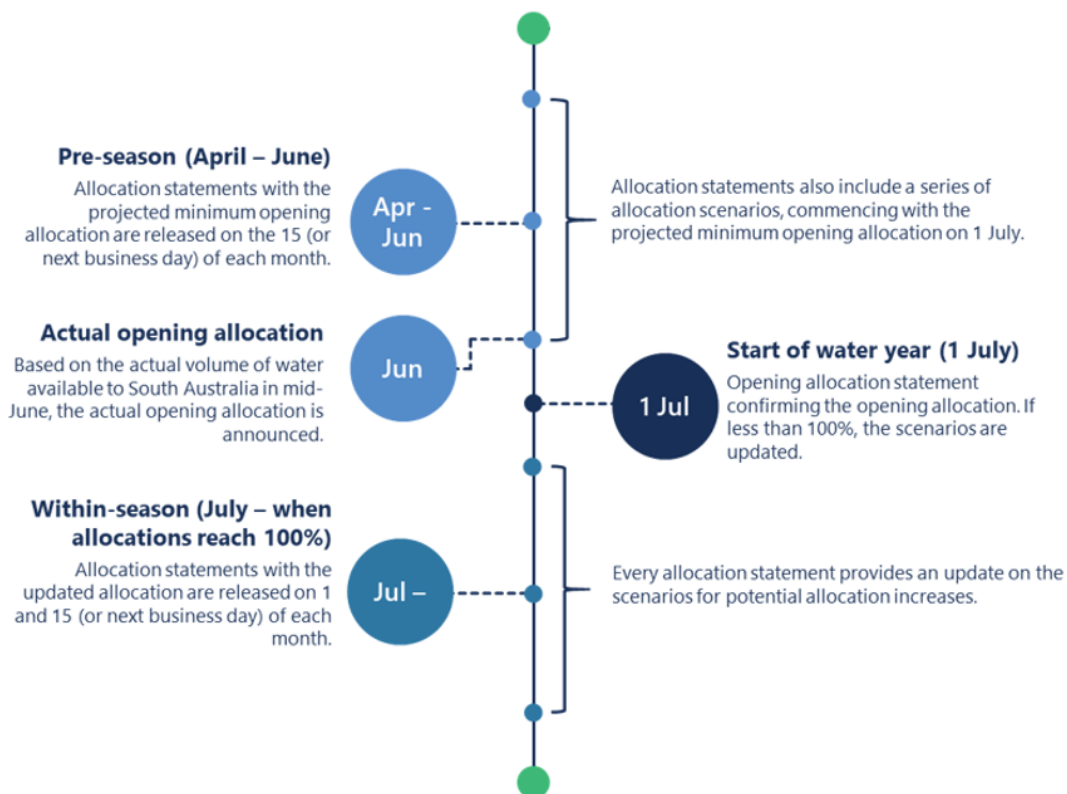 Pre-season (April – June)
Allocation statements with the
projected minimum opening
allocation are released on the 15 (or
next business day) of each month.
Apr -
Jun
Allocation statements also include a series of
allocation scenarios, commencing with the
projected minimum opening allocation on 1 July.
Actual opening allocation
Based on the actual volume of water
available to South Australia in mid-
June, the actual opening allocation is
announced.
Jun
1 Jul
Start of water year (1 July)
Opening allocation statement
confirming the opening allocation. If
less than 100%, the scenarios are
updated.
Within-season (July – when
allocations reach 100%)
Allocation statements with the
updated allocation are released on 1
and 15 (or next business day) of each
month.
Jul –
Every allocation statement provides an update on the
scenarios for potential allocation increases.